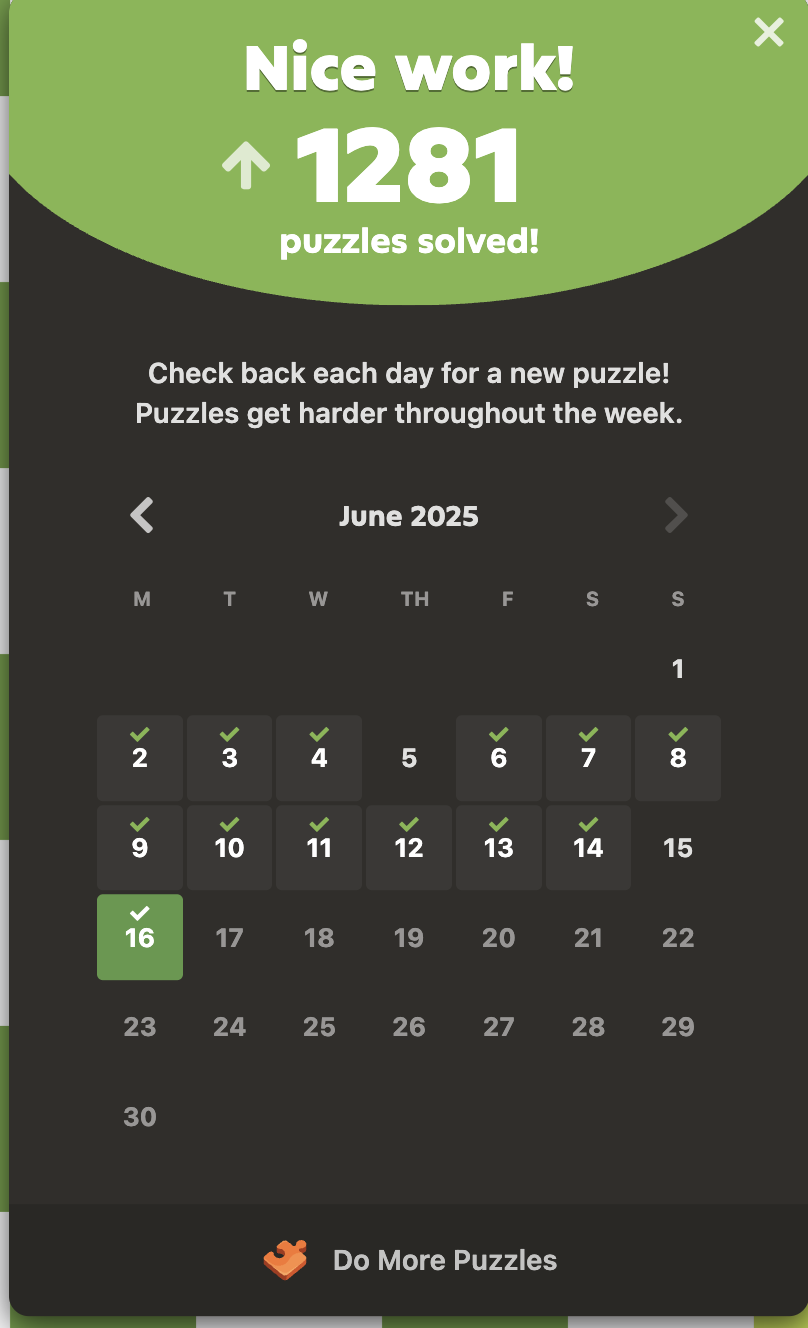 Nice work!
1281
puzzles solved!
Check back each day for a new puzzle!
Puzzles get harder throughout the week.
June 2025
M T W TH F S S
1
2 3 4 5 6 7 8
9 10 11 12 13 14 15
16 17 18 19 20 21 22
23 24 25 26 27 28 29
30
Do More Puzzles